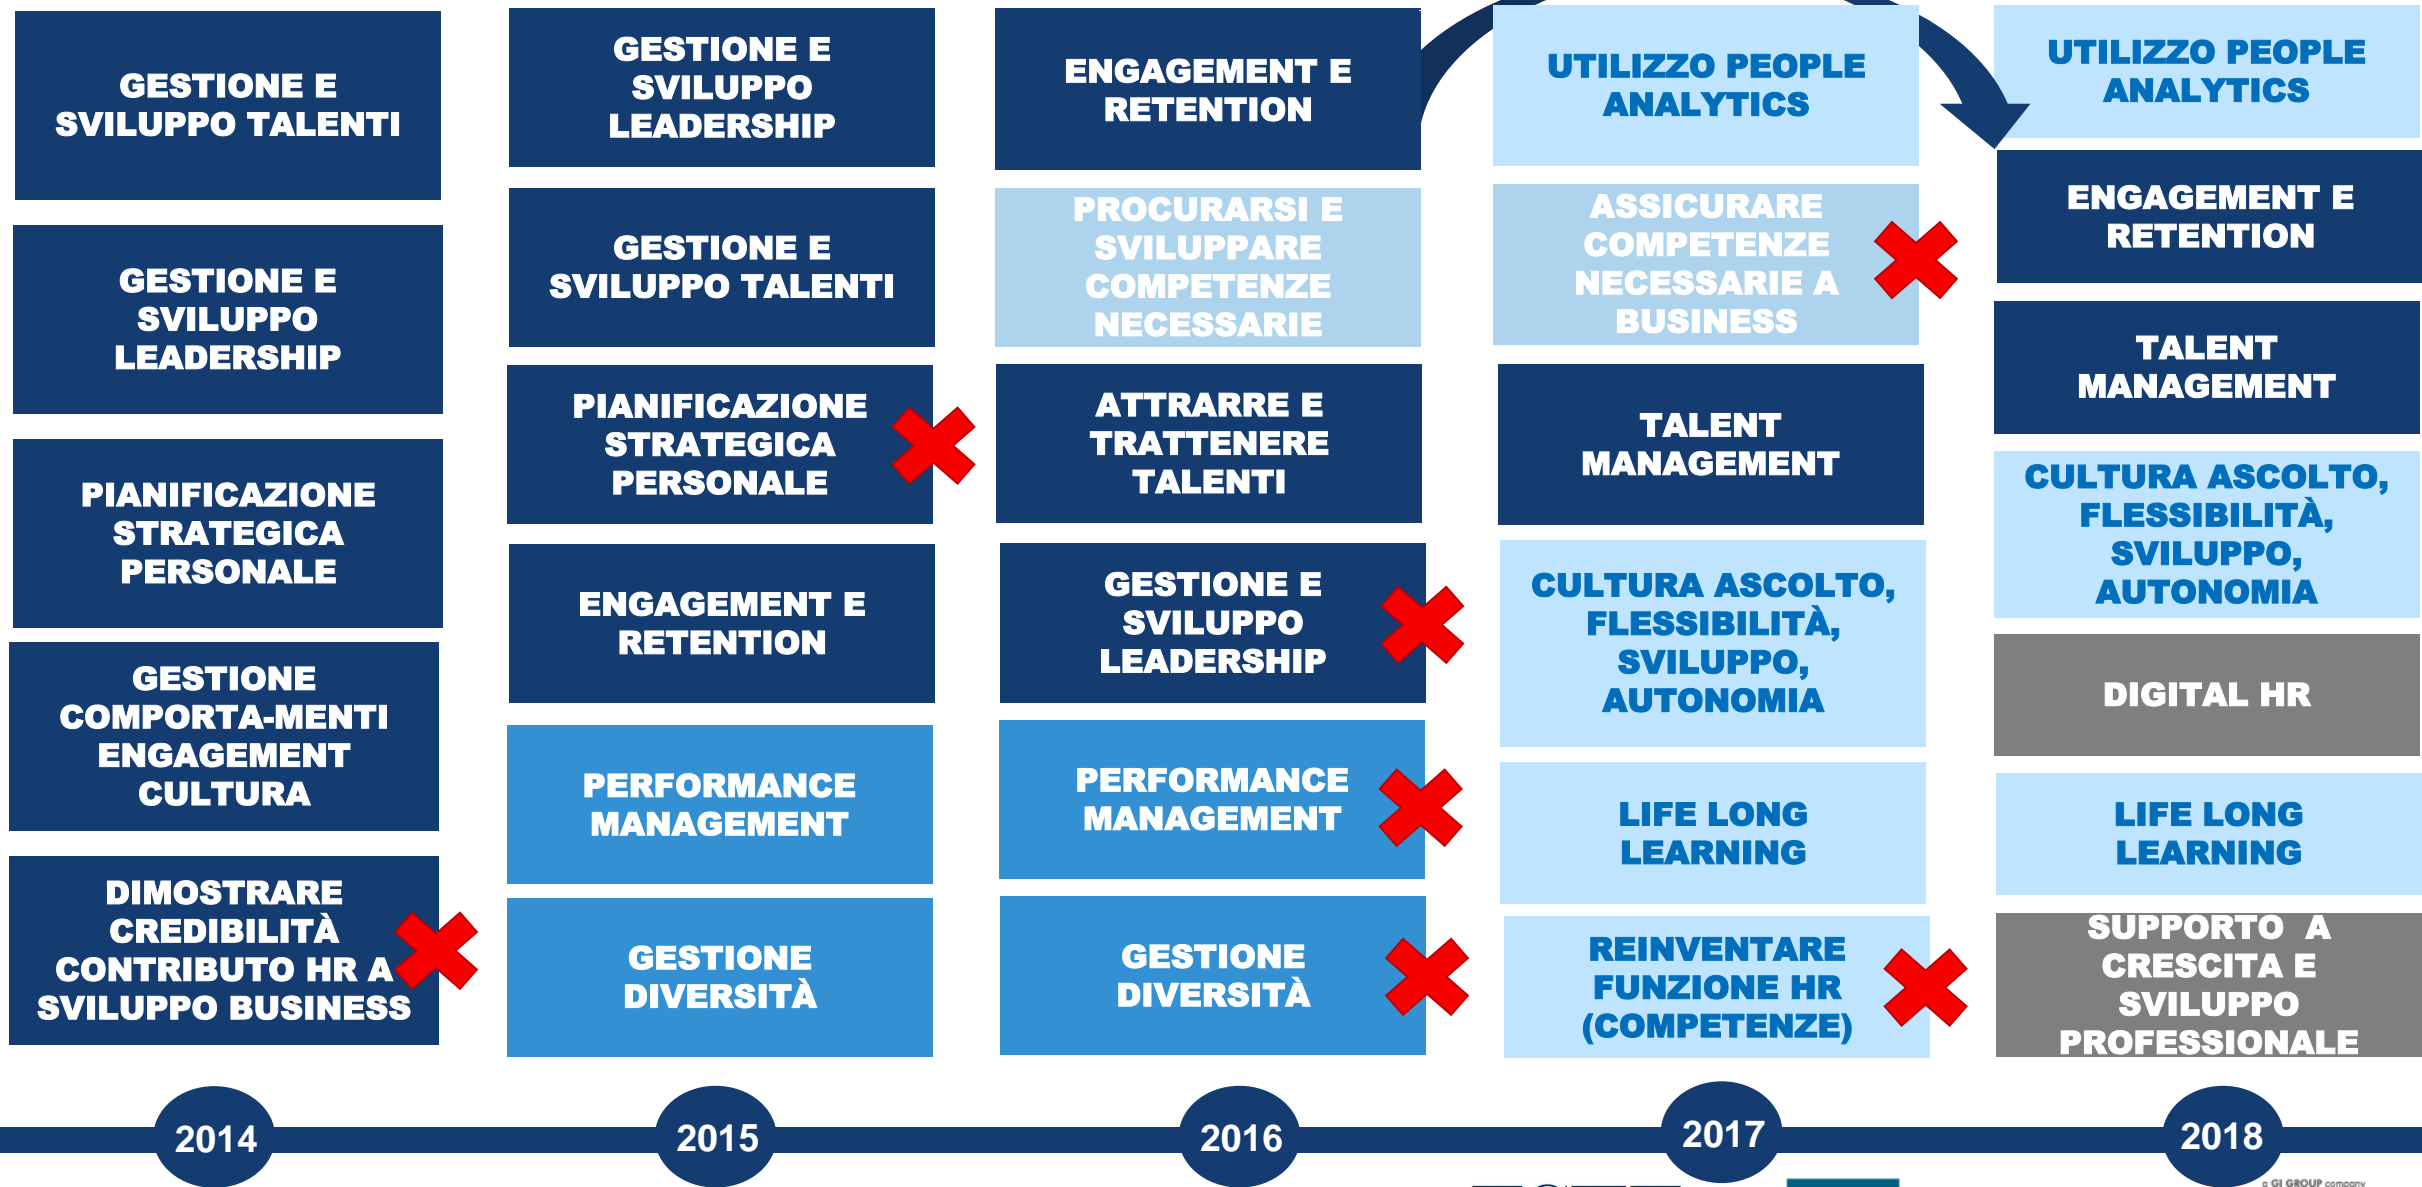 GESTIONE E
SVILUPPO TALENTI
GESTIONE E
SVILUPPO
LEADERSHIP
PIANIFICAZIONE
STRATEGICA
PERSONALE
GESTIONE
COMPORTA-MENTI
ENGAGEMENT
CULTURA
DIMOSTRARE
CREDIBILITÀ
CONTRIBUTO HR A
SVILUPPO BUSINESS
GESTIONE E
SVILUPPO
LEADERSHIP
GESTIONE E
SVILUPPO TALENTI
PIANIFICAZIONE
STRATEGICA
PERSONALE
ENGAGEMENT E
RETENTION
PERFORMANCE
MANAGEMENT
GESTIONE
DIVERSITÀ
ENGAGEMENT E
RETENTION
PROCURARSI E
SVILUPPARE
COMPETENZE
NECESSARIE
ATTRARRE E
TRATTENERE
TALENTI
GESTIONE E
SVILUPPO
LEADERSHIP
PERFORMANCE
MANAGEMENT
GESTIONE
DIVERSITÀ
UTILIZZO PEOPLE
ANALYTICS
ASSICURARE
COMPETENZE
NECESSARIE A
BUSINESS
TALENT
MANAGEMENT
CULTURA ASCOLTO,
FLESSIBILITÀ,
SVILUPPO,
AUTONOMIA
LIFE LONG
LEARNING
REINVENTARE
FUNZIONE HR
(COMPETENZE)
UTILIZZO PEOPLE
ANALYTICS
ENGAGEMENT E
RETENTION
TALENT
MANAGEMENT
CULTURA ASCOLTO,
FLESSIBILITÀ,
SVILUPPO,
AUTONOMIA
DIGITAL HR
LIFE LONG
LEARNING
SUPPORTO A
CRESCITA E
SVILUPPO
PROFESSIONALE
2014
2015
2016
2017
2018
a GI GROUP company